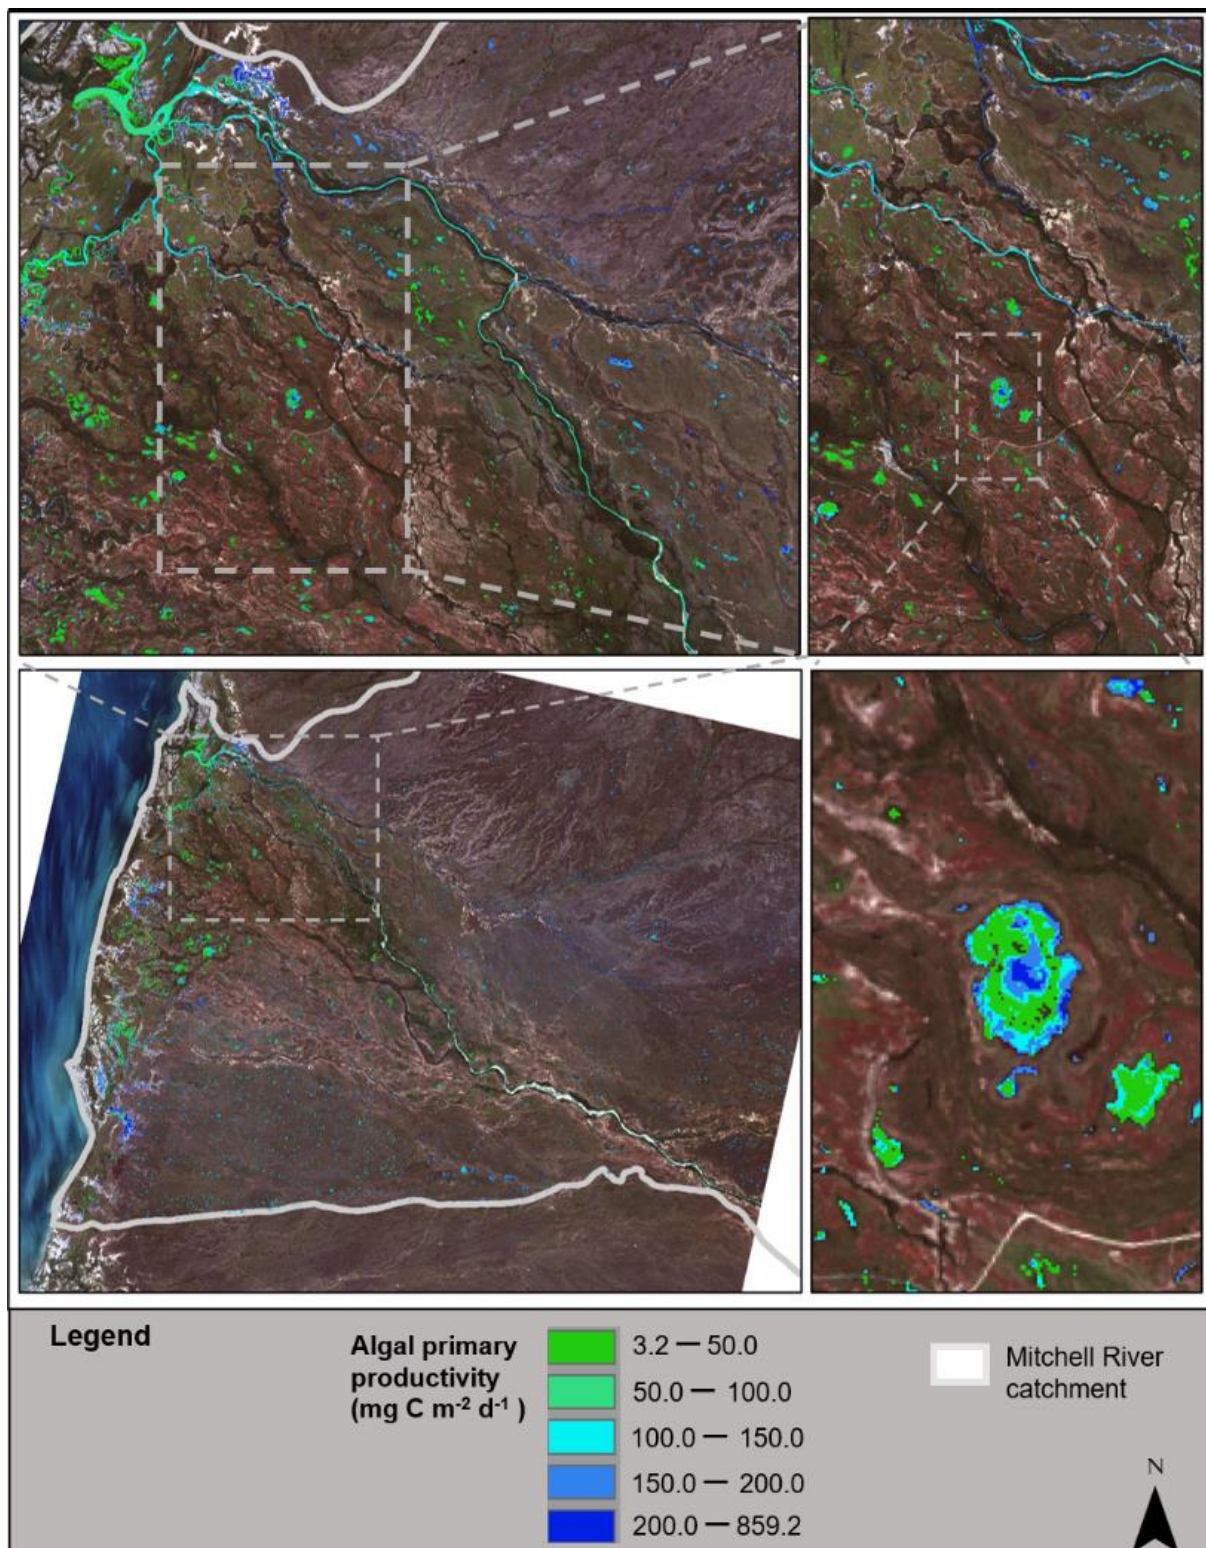 Legend
Algal primary
productivity
(mg C m⁻² d⁻¹ )
3.2 — 50.0
50.0 — 100.0
100.0 — 150.0
150.0 — 200.0
200.0 — 859.2
Mitchell River
catchment
N